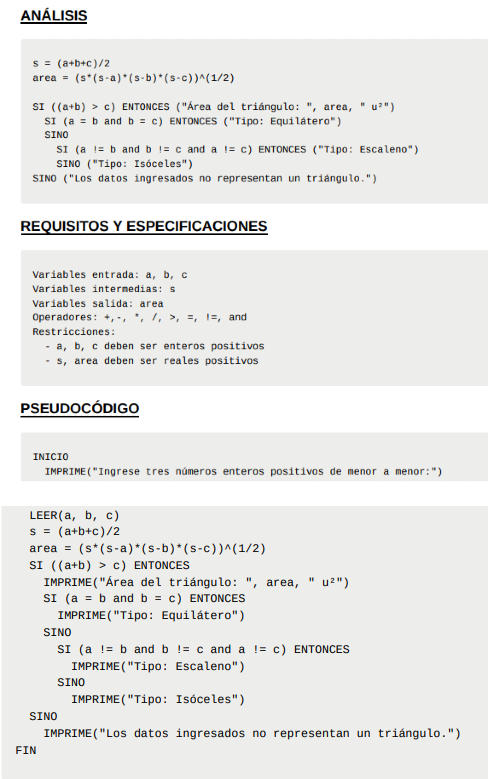 ANÁLISIS
s = (a+b+c)/2
area = (s*(s-a)*(s-b)*(s-c))^(1/2)
SI ((a+b) > c) ENTONCES ("Área del triángulo: ", area, " u²")
SI (a = b and b = c) ENTONCES ("Tipo: Equilátero")
SINO
SI (a != b and b != c and a != c) ENTONCES ("Tipo: Escaleno")
SINO ("Tipo: Isóceles")
SINO ("Los datos ingresados no representan un triángulo.")
REQUISITOS Y ESPECIFICACIONES
Variables entrada: a, b, c
Variables intermedias: s
Variables salida: area
Operadores: +,-, *, /, >, =, !=, and
Restricciones:
- a, b, c deben ser enteros positivos
- s, area deben ser reales positivos
PSEUDOCÓDIGO
INICIO
IMPRIME("Ingrese tres números enteros positivos de menor a menor:")
LEER(a, b, c)
s = (a+b+c)/2
area = (s*(s-a)*(s-b)*(s-c))^(1/2)
SI ((a+b) > c) ENTONCES
IMPRIME("Área del triángulo: ", area, " u²")
SI (a = b and b = c) ENTONCES
IMPRIME("Tipo: Equilátero")
SINO
SI (a != b and b != c and a != c) ENTONCES
IMPRIME("Tipo: Escaleno")
SINO
IMPRIME("Tipo: Isóceles")
SINO
IMPRIME("Los datos ingresados no representan un triángulo.")
FIN